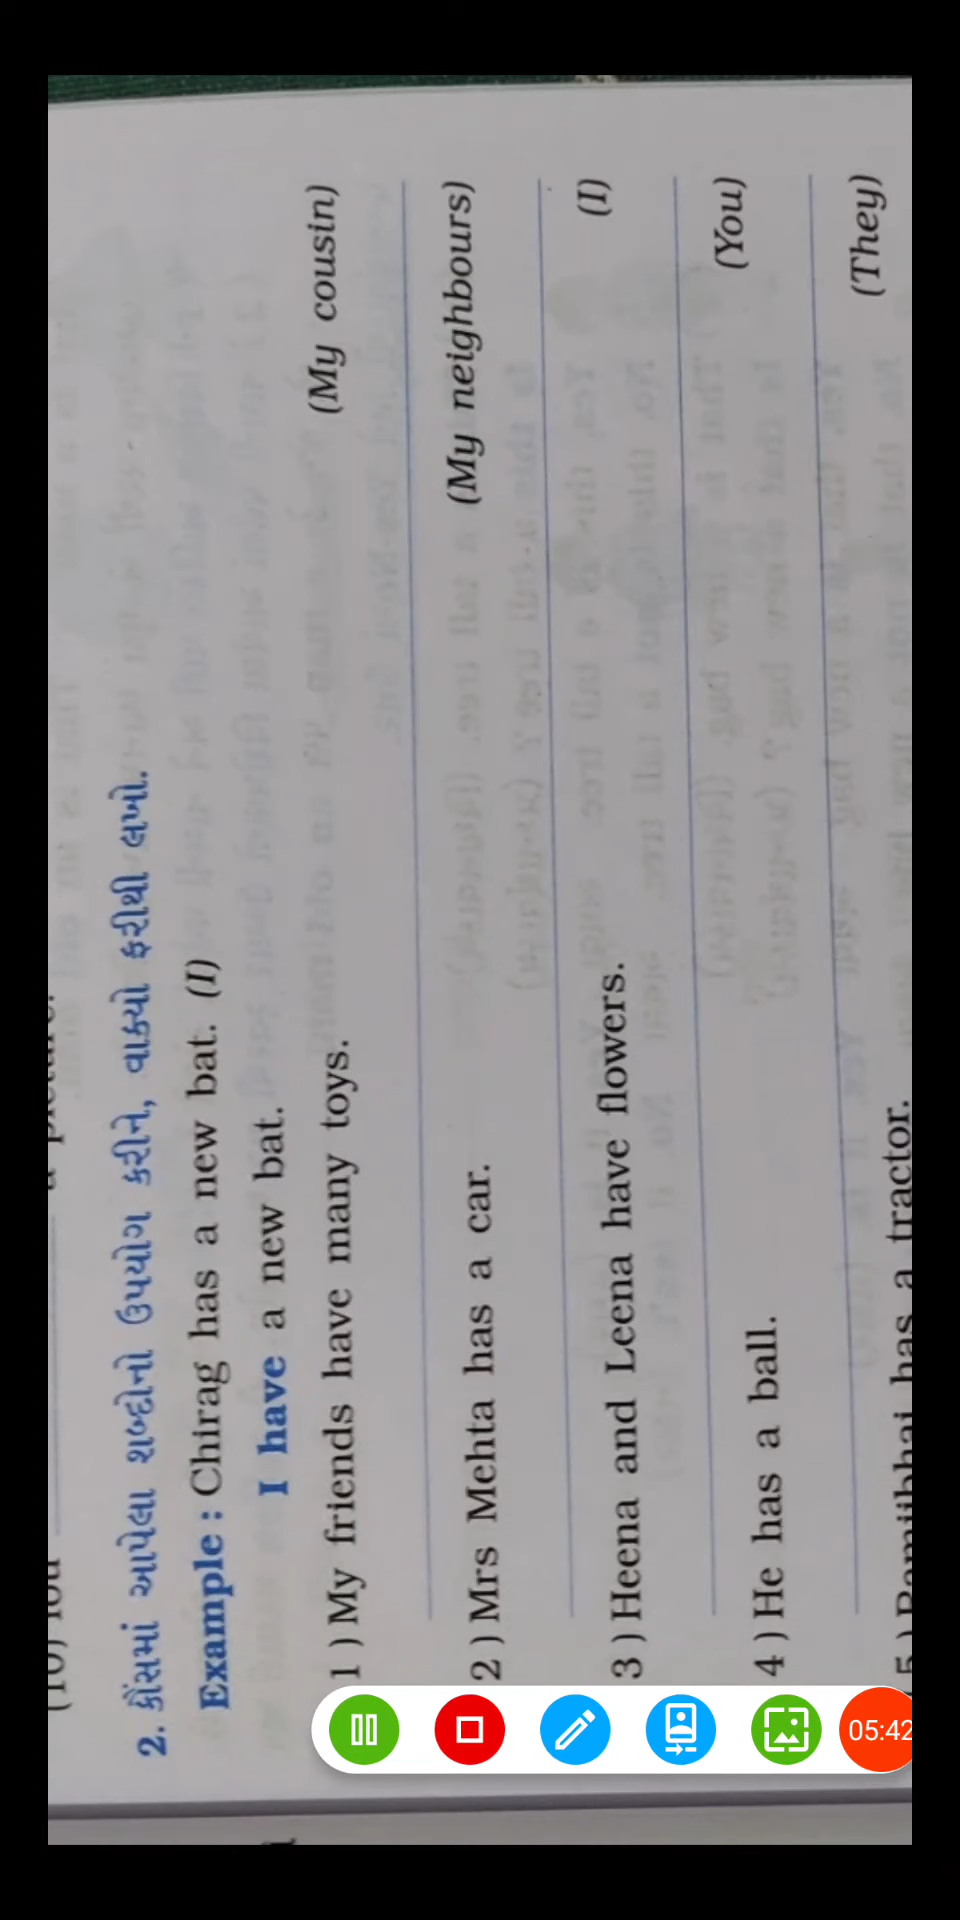 2. કૌંસમાં આપેલા શબ્દોનો ઉપયોગ કરીને, વાક્યો ફરીથી લખો.
Example : Chirag has a new bat. (I)
I have a new bat.
1 ) My friends have many toys. (My cousin)
2 ) Mrs Mehta has a car. (My neighbours)
3 ) Heena and Leena have flowers. (I)
4 ) He has a ball. (You)
has a tractor. (They)
05:42